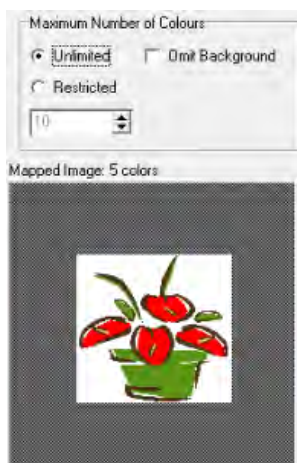 Maximum Number of Colours
Unlimited
Omit Background
Restricted
10
Mapped Image: 5 colors